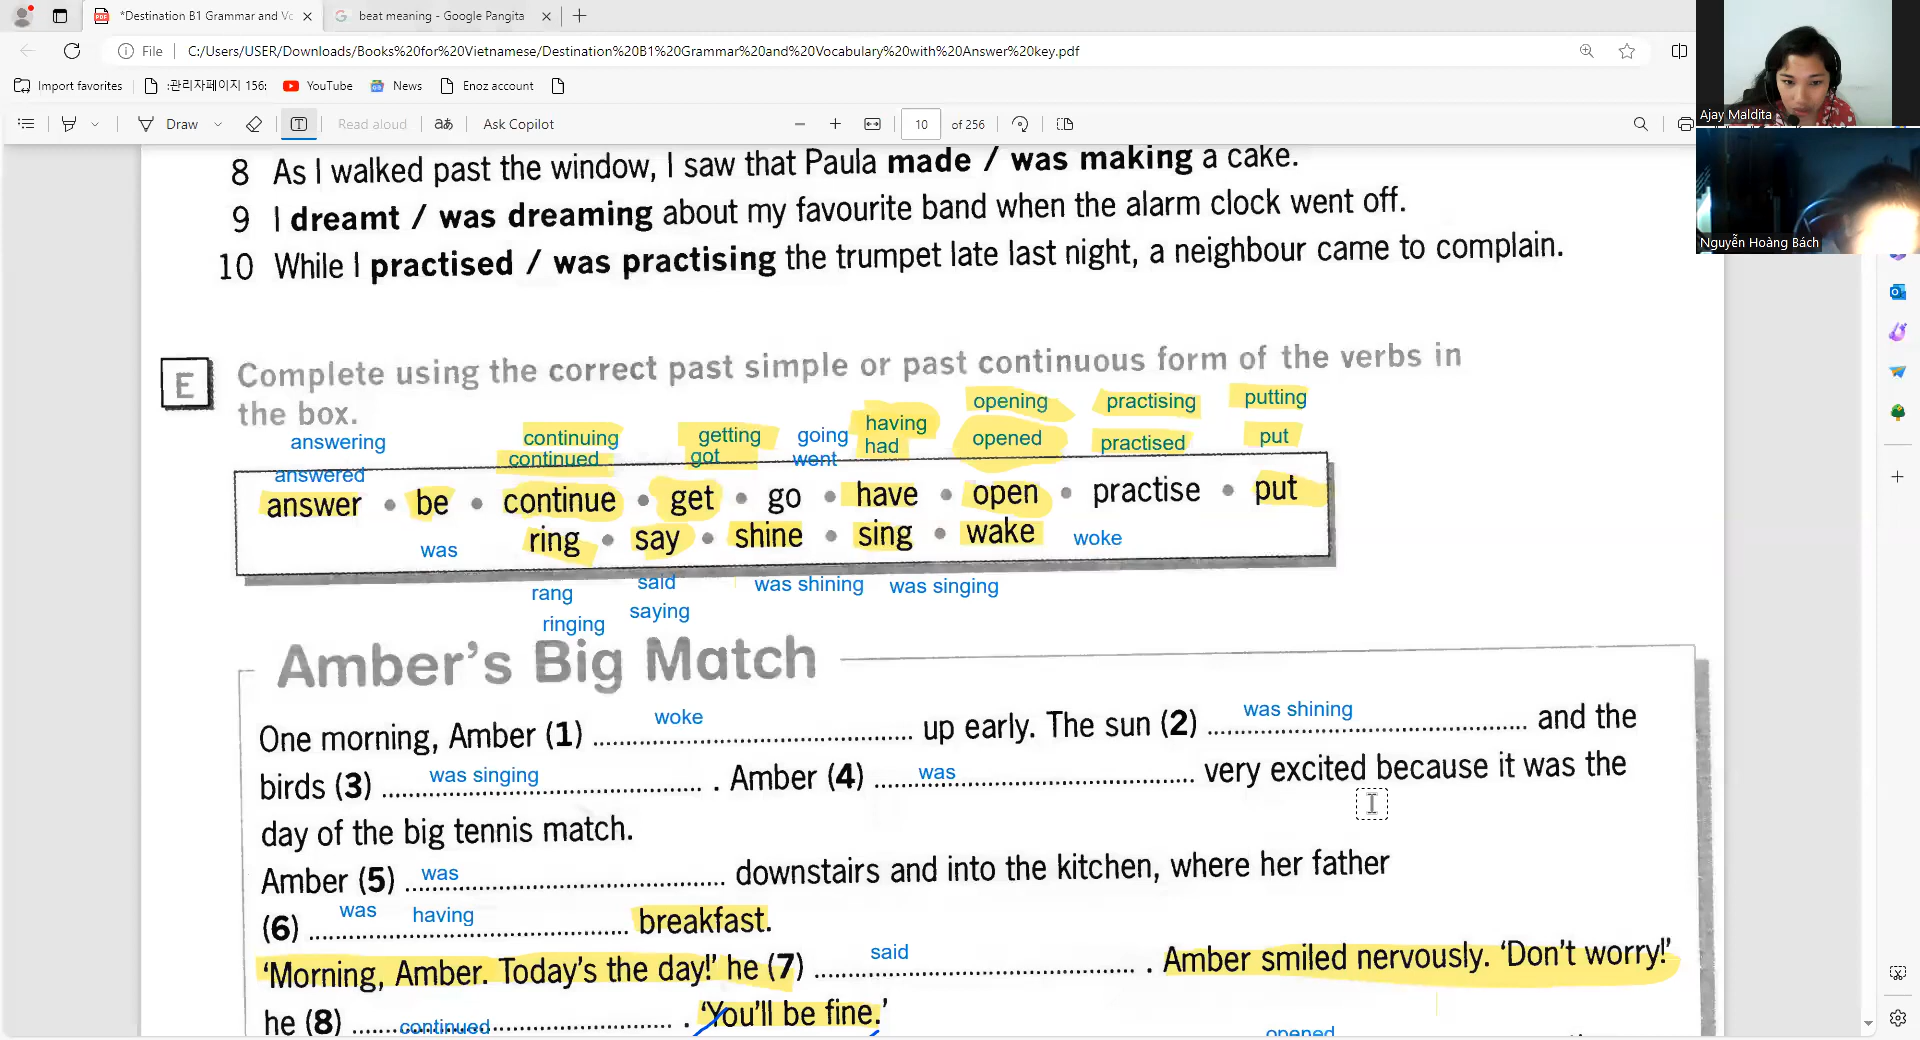 *Destination B1 Grammar and Vo
beat meaning - Google Pangita
File
C:/Users/USER/Downloads/Books%20for%20Vietnamese/Destination%20B1%20Grammar%20and%20Vocabulary%20with%20Answer%20key.pdf
Import favorites
:관리자페이지 156:
YouTube
News
Enoz account
Draw
Read aloud
Ask Copilot
10 of 256
Ajay Maldita
Nguyễn Hoàng Bách
8 As I walked past the window, I saw that Paula made / was making a cake.
9 I dreamt / was dreaming about my favourite band when the alarm clock went off.
10 While I practised / was practising the trumpet late last night, a neighbour came to complain.
E Complete using the correct past simple or past continuous form of the verbs in
the box.
opening practising putting
answering continuing getting going having opened practised put
answered continued got went had
answer • be • continue • get • go • have • open • practise • put
was ring • say • shine • sing • wake woke
rang said was shining was singing
ringing saying
Amber's Big Match
One morning, Amber (1) woke up early. The sun (2) was shining and the
birds (3) was singing. Amber (4) was very excited because it was the
day of the big tennis match.
Amber (5) was downstairs and into the kitchen, where her father
(6) was having breakfast.
'Morning, Amber. Today's the day!' he (7) said. Amber smiled nervously. 'Don't worry!'
he (8) continued. 'You'll be fine.'
opened